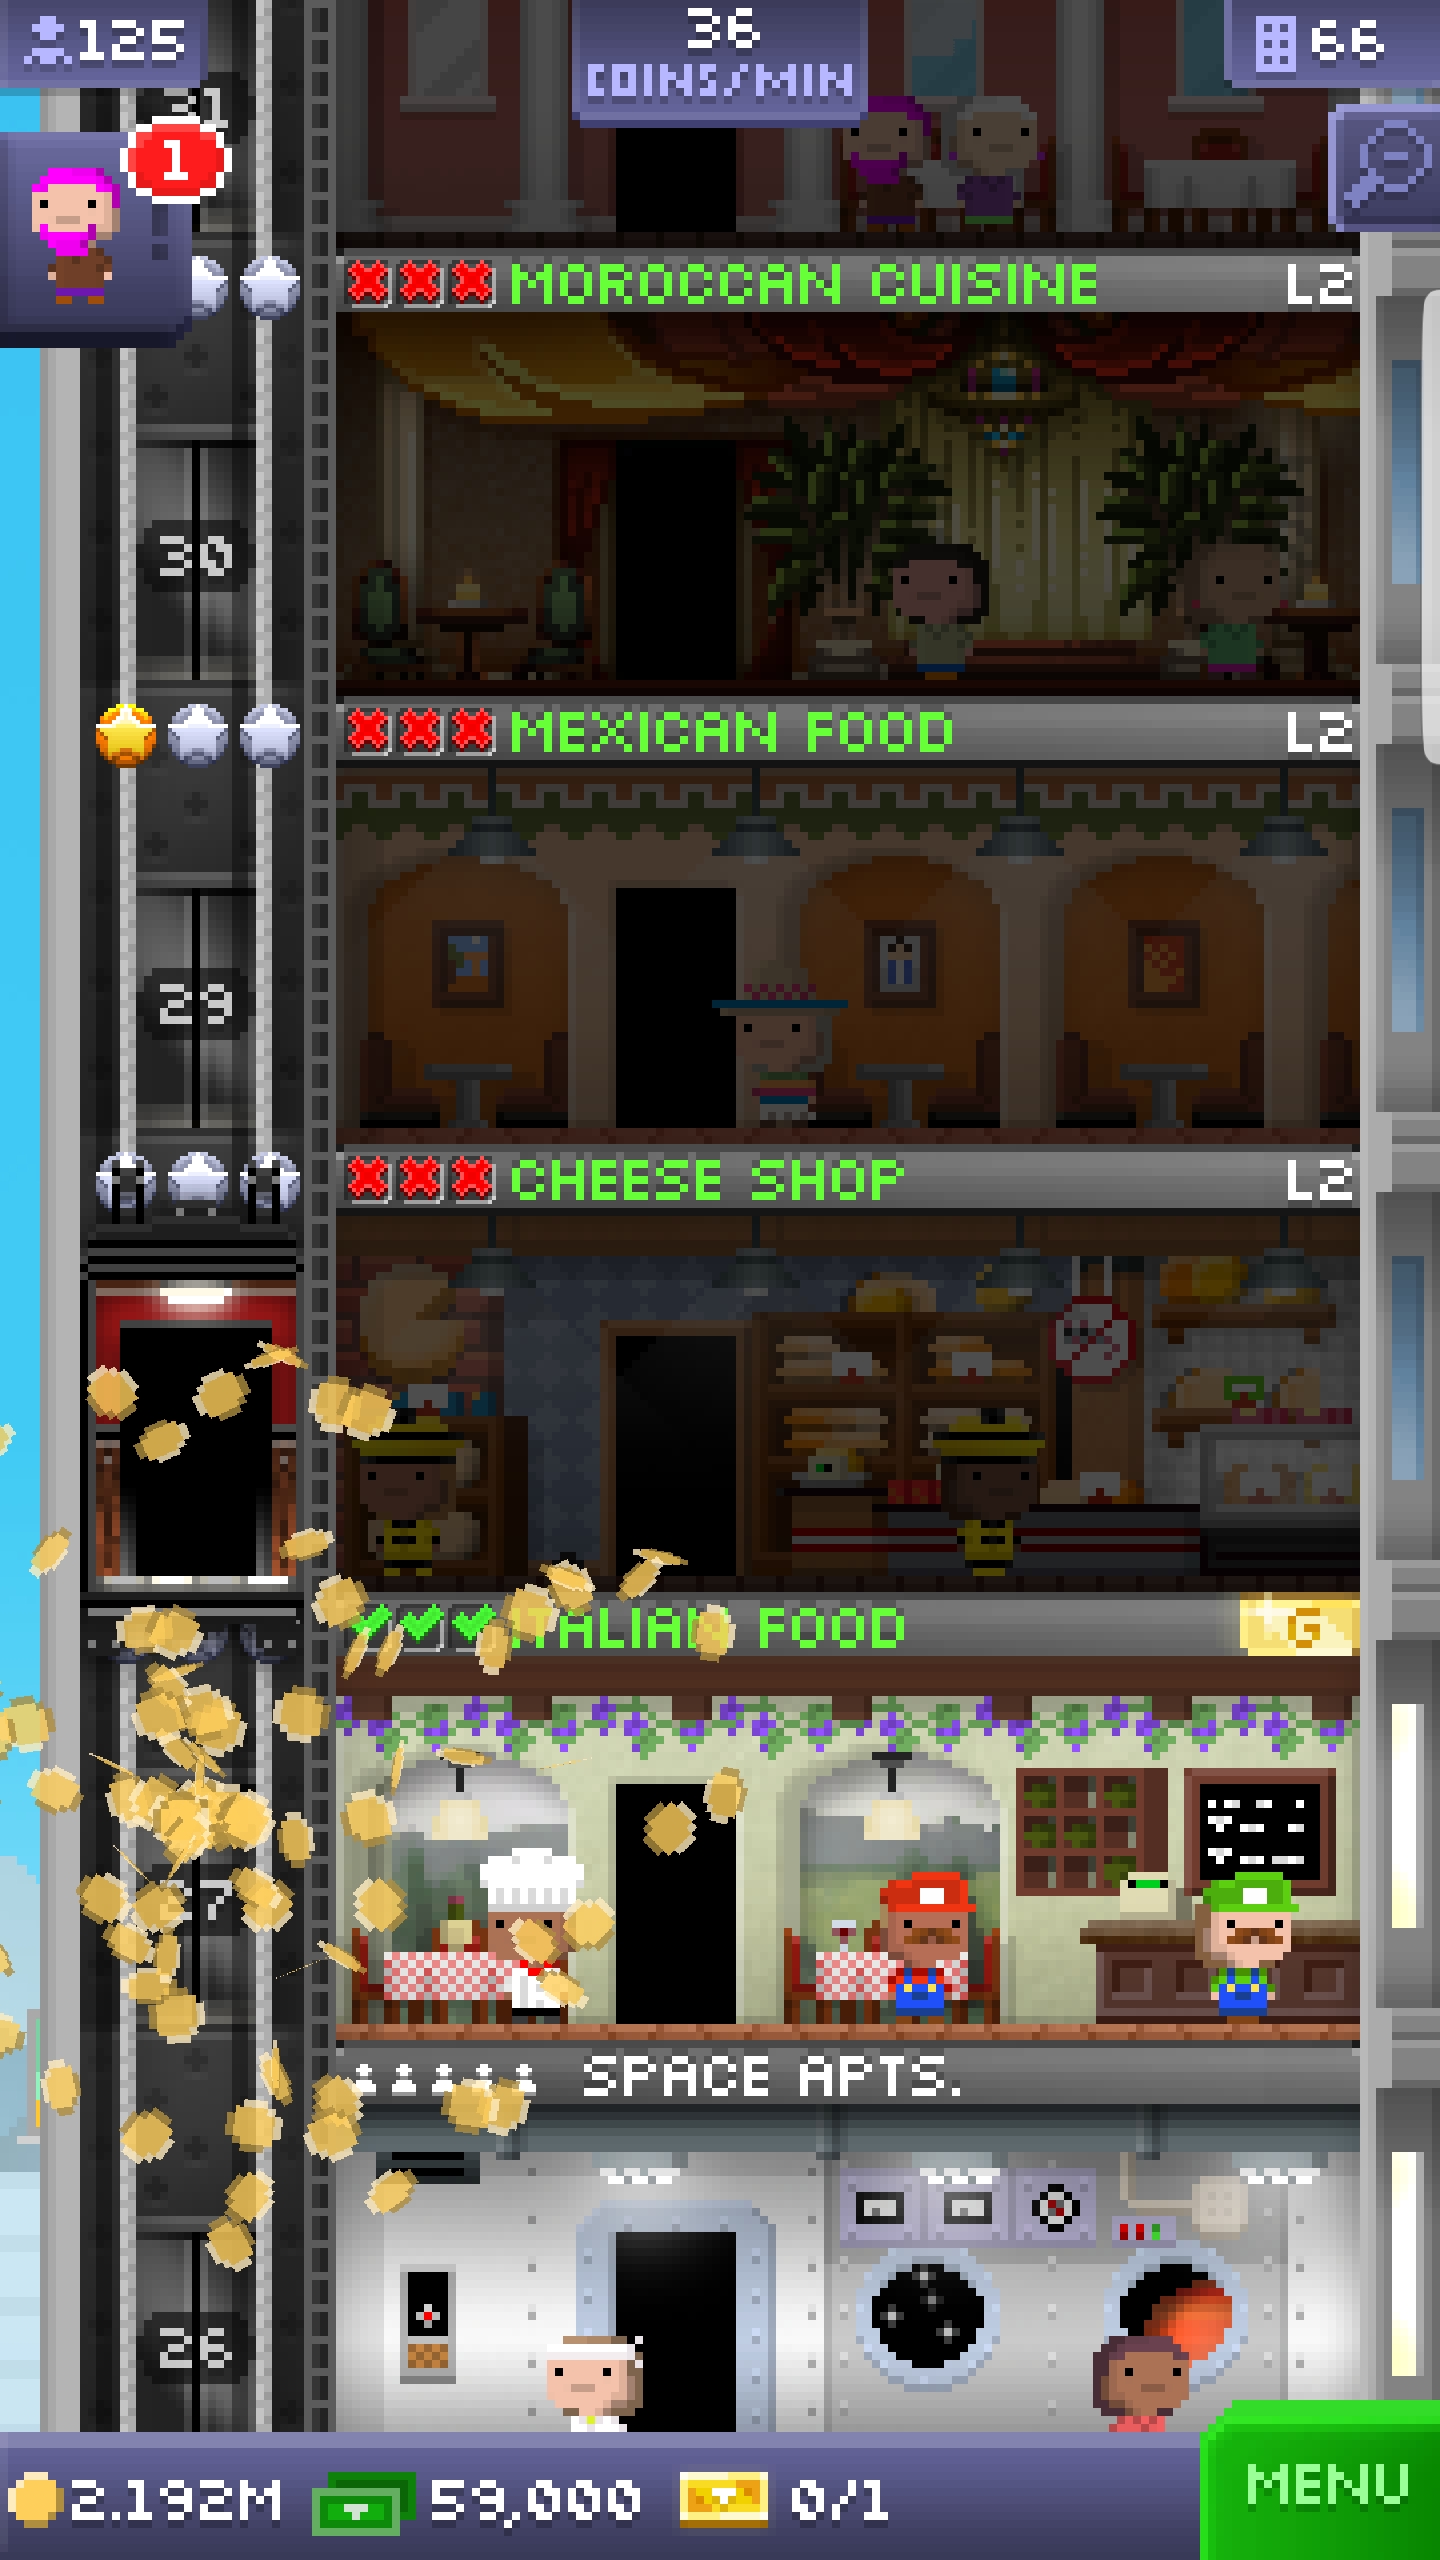 125
36
COINS/MIN
66
31
1
MOROCCAN CUISINE L2
30
MEXICAN FOOD L2
29
CHEESE SHOP L2
ITALIAN FOOD G
SPACE APTS.
26
2.192M 59,000 0/1
MENU